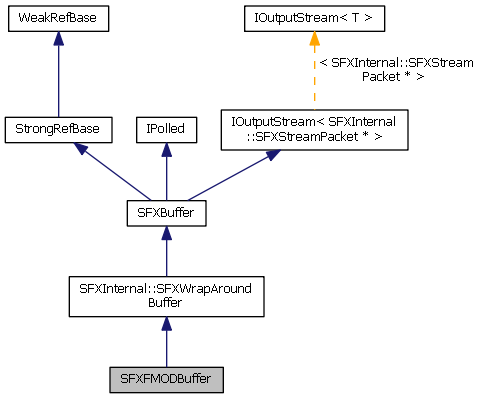 WeakRefBase
IOutputStream< T >
< SFXInternal::SFXStream
Packet * >
StrongRefBase
IPolled
IOutputStream< SFXInternal
::SFXStreamPacket * >
SFXBuffer
SFXInternal::SFXWrapAround
Buffer
SFXFMODBuffer